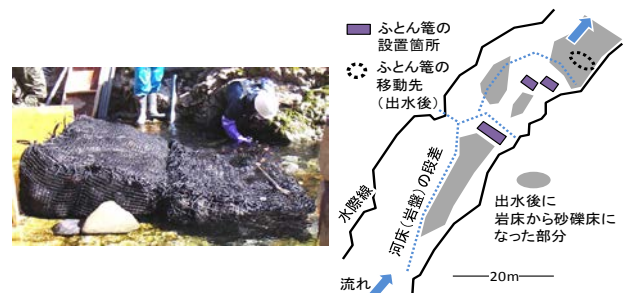 ふとん篭の
設置箇所
ふとん篭の
移動先
(出水後)
水際線
河床(岩盤)の段差
出水後に
岩床から砂礫床に
なった部分
流れ
20m